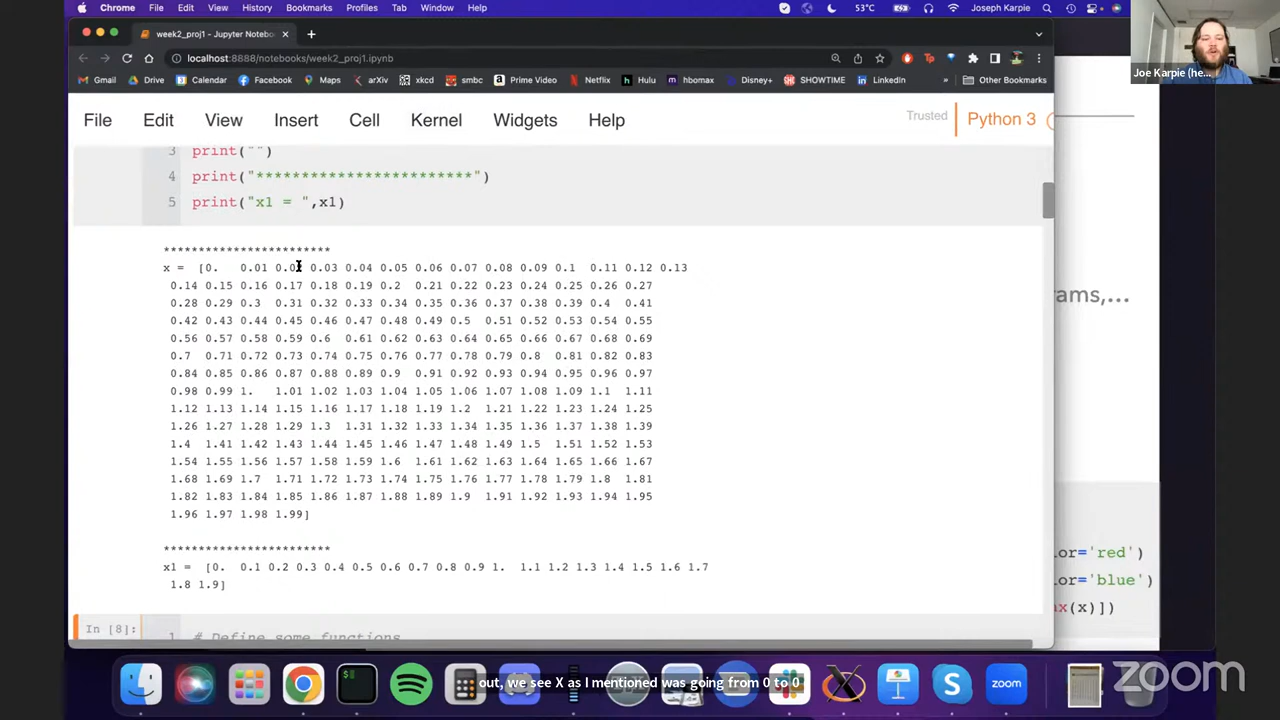 Chrome File Edit View History Bookmarks Profiles Tab Window Help 53°C Joseph Karpie
week2_proj1 - Jupyter Notebo
localhost:8888/notebooks/week2_proj1.ipynb
Gmail Drive Calendar Facebook Maps arXiv xkcd smbc Prime Video Netflix Hulu hbomax Disney+ SHOWTIME LinkedIn » Other Bookmarks
Joe Karpie (he…
File Edit View Insert Cell Kernel Widgets Help Trusted Python 3
3 print("")
4 print("************************")
5 print("x1 = ",x1)
************************
x = [0. 0.01 0.02 0.03 0.04 0.05 0.06 0.07 0.08 0.09 0.1 0.11 0.12 0.13
0.14 0.15 0.16 0.17 0.18 0.19 0.2 0.21 0.22 0.23 0.24 0.25 0.26 0.27
0.28 0.29 0.3 0.31 0.32 0.33 0.34 0.35 0.36 0.37 0.38 0.39 0.4 0.41
0.42 0.43 0.44 0.45 0.46 0.47 0.48 0.49 0.5 0.51 0.52 0.53 0.54 0.55
0.56 0.57 0.58 0.59 0.6 0.61 0.62 0.63 0.64 0.65 0.66 0.67 0.68 0.69
0.7 0.71 0.72 0.73 0.74 0.75 0.76 0.77 0.78 0.79 0.8 0.81 0.82 0.83
0.84 0.85 0.86 0.87 0.88 0.89 0.9 0.91 0.92 0.93 0.94 0.95 0.96 0.97
0.98 0.99 1. 1.01 1.02 1.03 1.04 1.05 1.06 1.07 1.08 1.09 1.1 1.11
1.12 1.13 1.14 1.15 1.16 1.17 1.18 1.19 1.2 1.21 1.22 1.23 1.24 1.25
1.26 1.27 1.28 1.29 1.3 1.31 1.32 1.33 1.34 1.35 1.36 1.37 1.38 1.39
1.4 1.41 1.42 1.43 1.44 1.45 1.46 1.47 1.48 1.49 1.5 1.51 1.52 1.53
1.54 1.55 1.56 1.57 1.58 1.59 1.6 1.61 1.62 1.63 1.64 1.65 1.66 1.67
1.68 1.69 1.7 1.71 1.72 1.73 1.74 1.75 1.76 1.77 1.78 1.79 1.8 1.81
1.82 1.83 1.84 1.85 1.86 1.87 1.88 1.89 1.9 1.91 1.92 1.93 1.94 1.95
1.96 1.97 1.98 1.99]
************************
x1 = [0. 0.1 0.2 0.3 0.4 0.5 0.6 0.7 0.8 0.9 1. 1.1 1.2 1.3 1.4 1.5 1.6 1.7
1.8 1.9]
In [8]: 1 # Define some functions
rams,...
or='red')
or='blue')
ax(x)])
out, we see X as I mentioned was going from 0 to 0
zoom
zoom